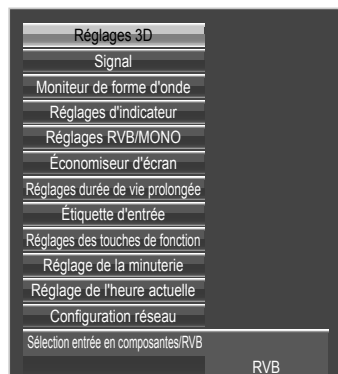 Réglages 3D
Signal
Moniteur de forme d'onde
Réglages d'indicateur
Réglages RVB/MONO
Économiseur d'écran
Réglages durée de vie prolongée
Étiquette d'entrée
Réglages des touches de fonction
Réglage de la minuterie
Réglage de l'heure actuelle
Configuration réseau
Sélection entrée en composantes/RVB
RVB